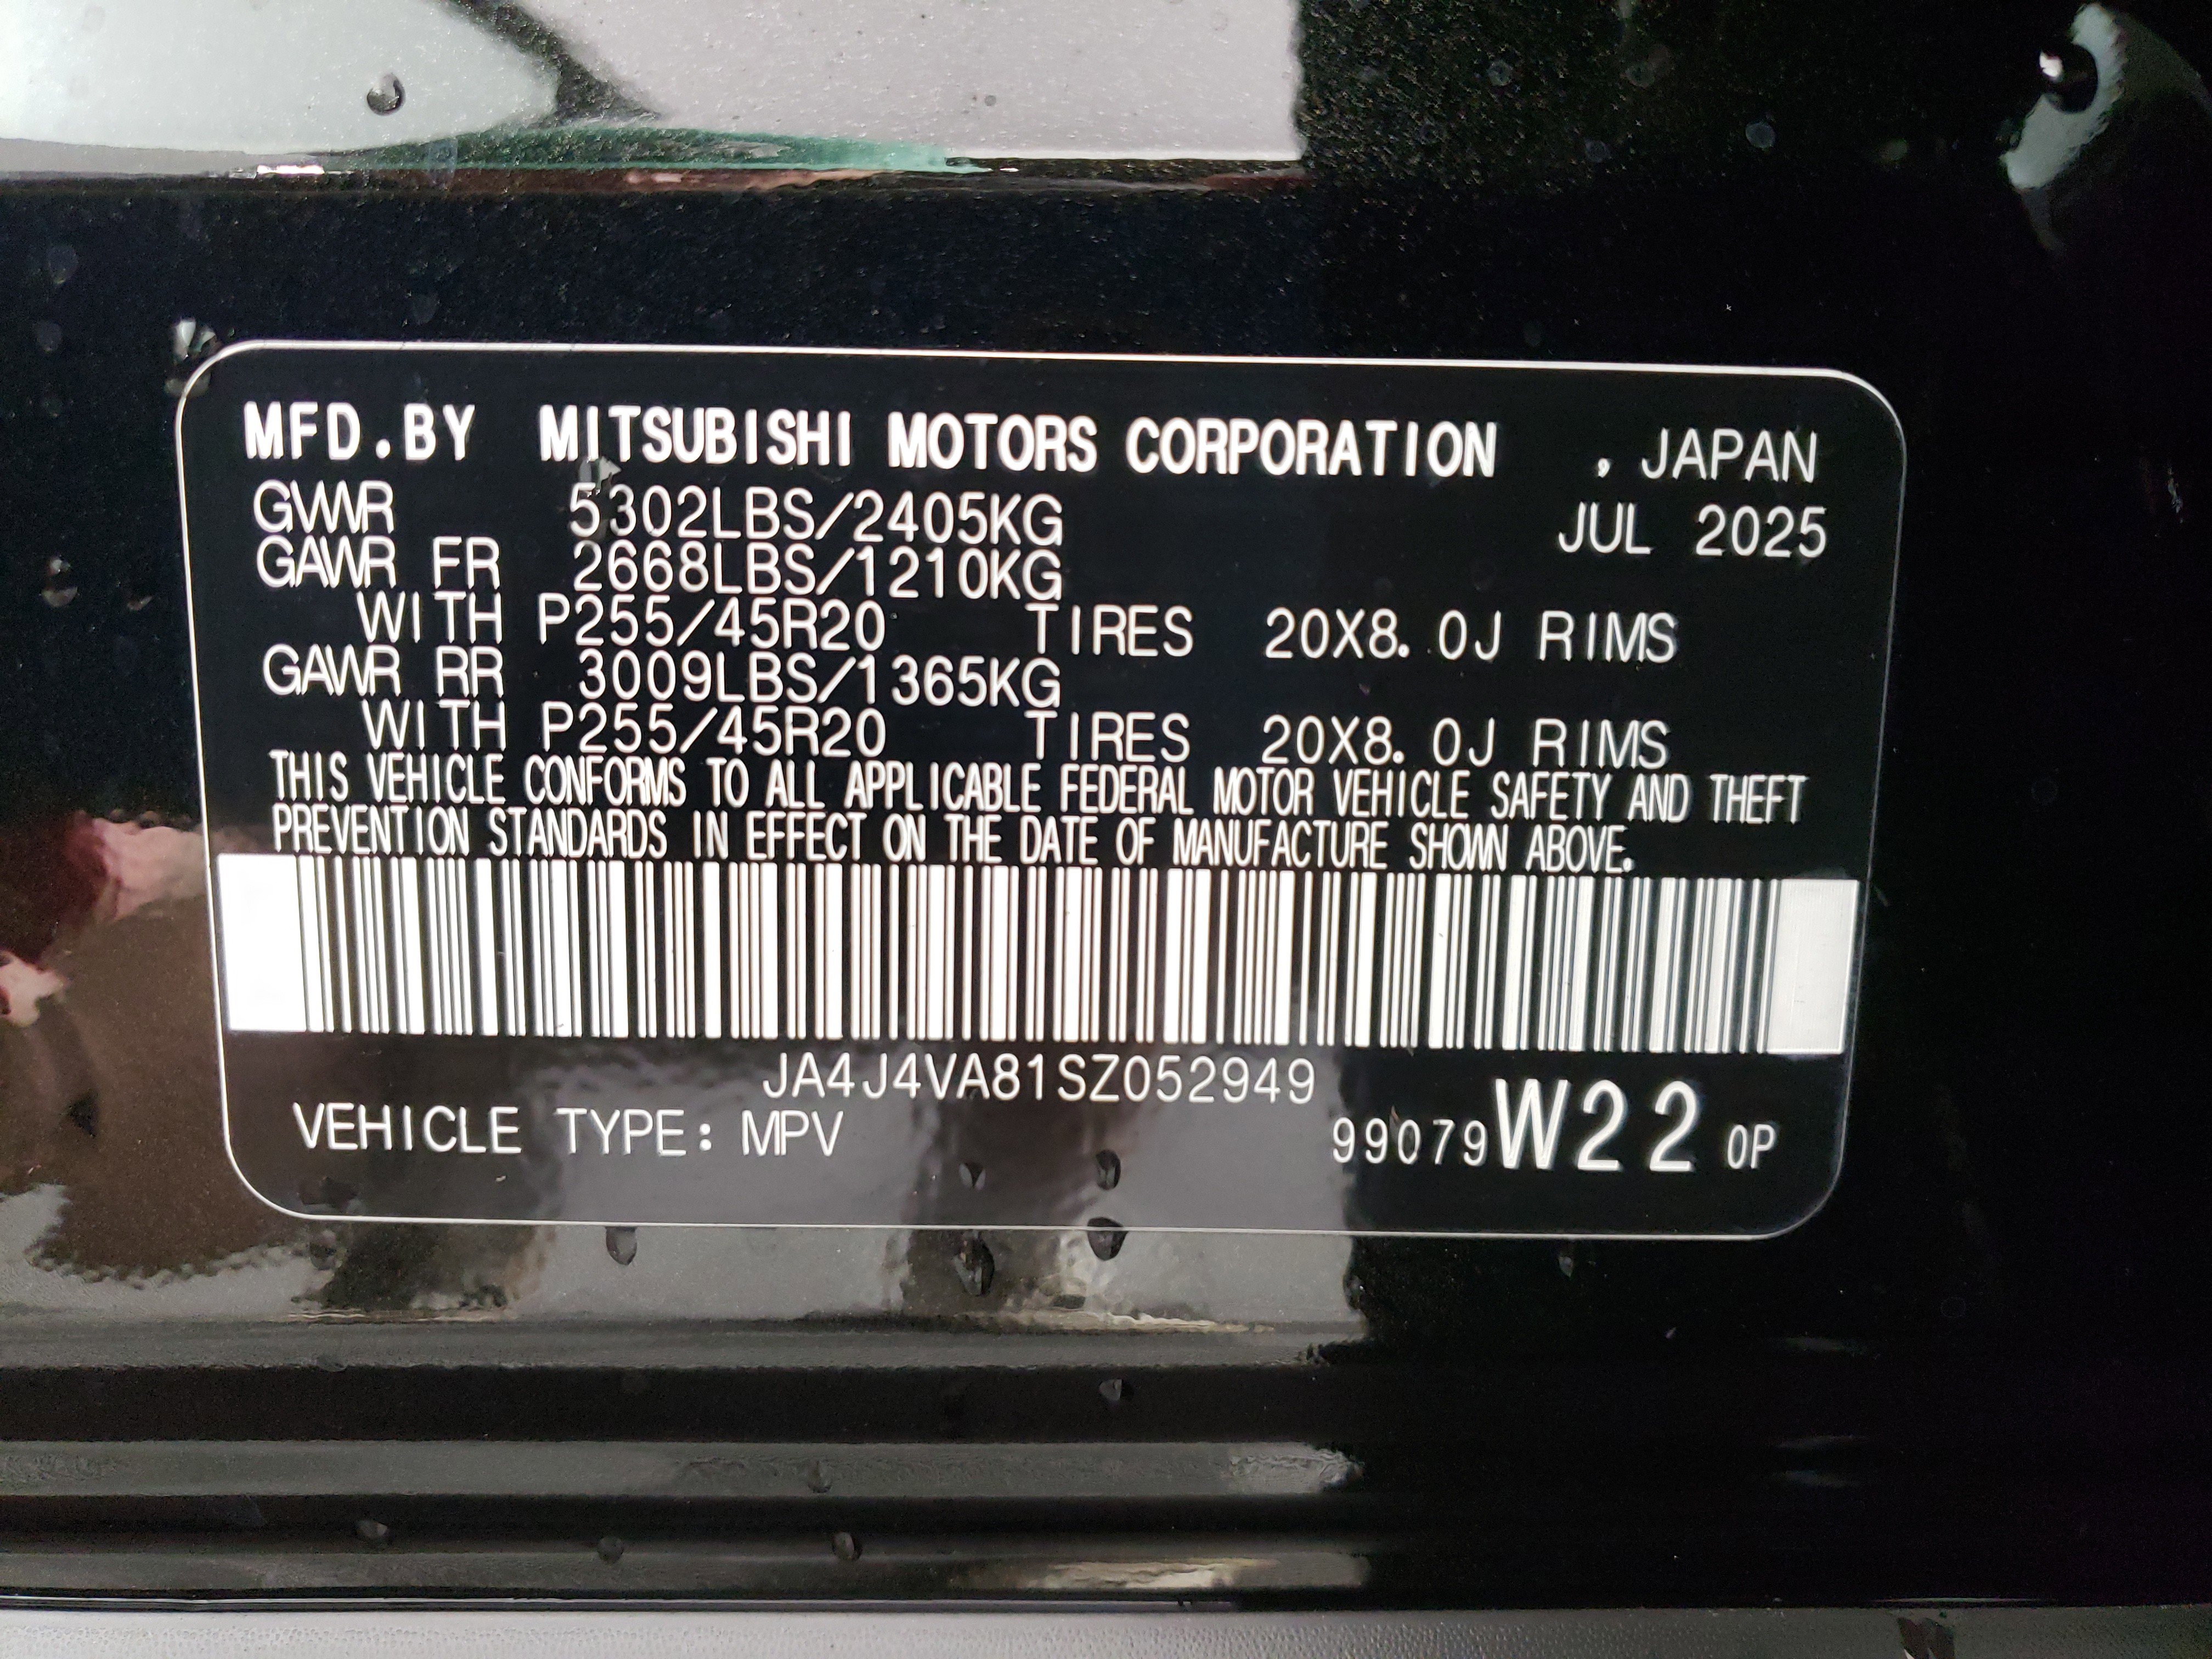 MFD.BY MITSUBISHI MOTORS CORPORATION , JAPAN
GVWR 5302LBS/2405KG JUL 2025
GAWR FR 2668LBS/1210KG
WITH P255/45R20 TIRES 20X8.0J RIMS
GAWR RR 3009LBS/1365KG
WITH P255/45R20 TIRES 20X8.0J RIMS
THIS VEHICLE CONFORMS TO ALL APPLICABLE FEDERAL MOTOR VEHICLE SAFETY AND THEFT
PREVENTION STANDARDS IN EFFECT ON THE DATE OF MANUFACTURE SHOWN ABOVE.
JA4J4VA81SZ052949
VEHICLE TYPE: MPV 99079W22 0P